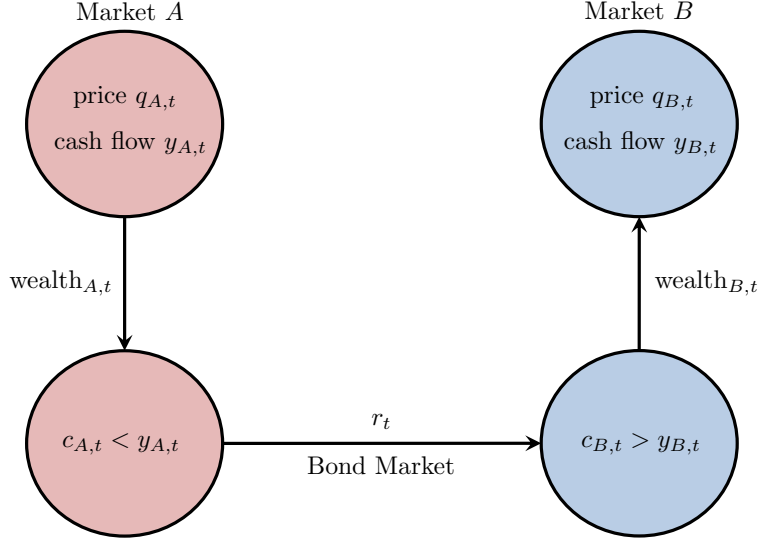 Market A
Market B
price q_{A,t}
cash flow y_{A,t}
price q_{B,t}
cash flow y_{B,t}
wealth_{A,t}
wealth_{B,t}
c_{A,t} < y_{A,t}
r_t
Bond Market
c_{B,t} > y_{B,t}